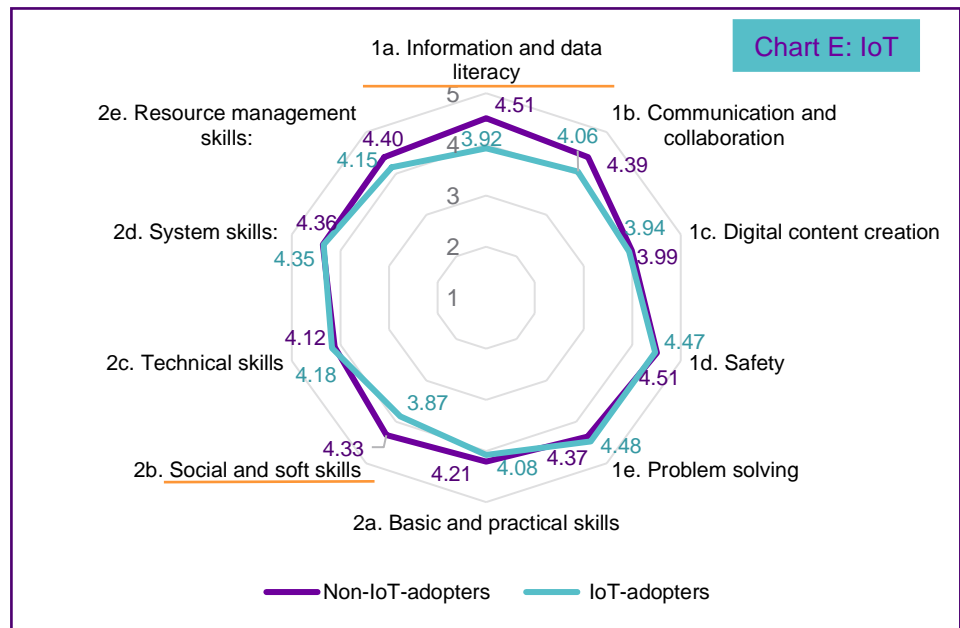 Chart E: IoT
1a. Information and data
literacy
5
4.51
2e. Resource management
skills:
1b. Communication and
collaboration
4.40
4.06
4.15
4
3.92
4.39
3
2d. System skills:
4.36
4.35
2
3.94
1c. Digital content creation
3.99
1
4.12
2c. Technical skills
4.18
4.47
1d. Safety
4.51
3.87
4.33
2b. Social and soft skills
4.21
4.08
4.37
4.48
1e. Problem solving
2a. Basic and practical skills
Non-IoT-adopters
IoT-adopters